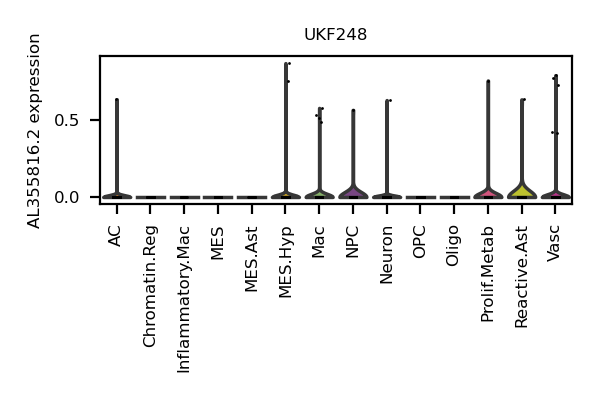 UKF248
AL355816.2 expression
0.5
0.0
AC
Chromatin.Reg
Inflammatory.Mac
MES
MES.Ast
MES.Hyp
Mac
NPC
Neuron
OPC
Oligo
Prolif.Metab
Reactive.Ast
Vasc